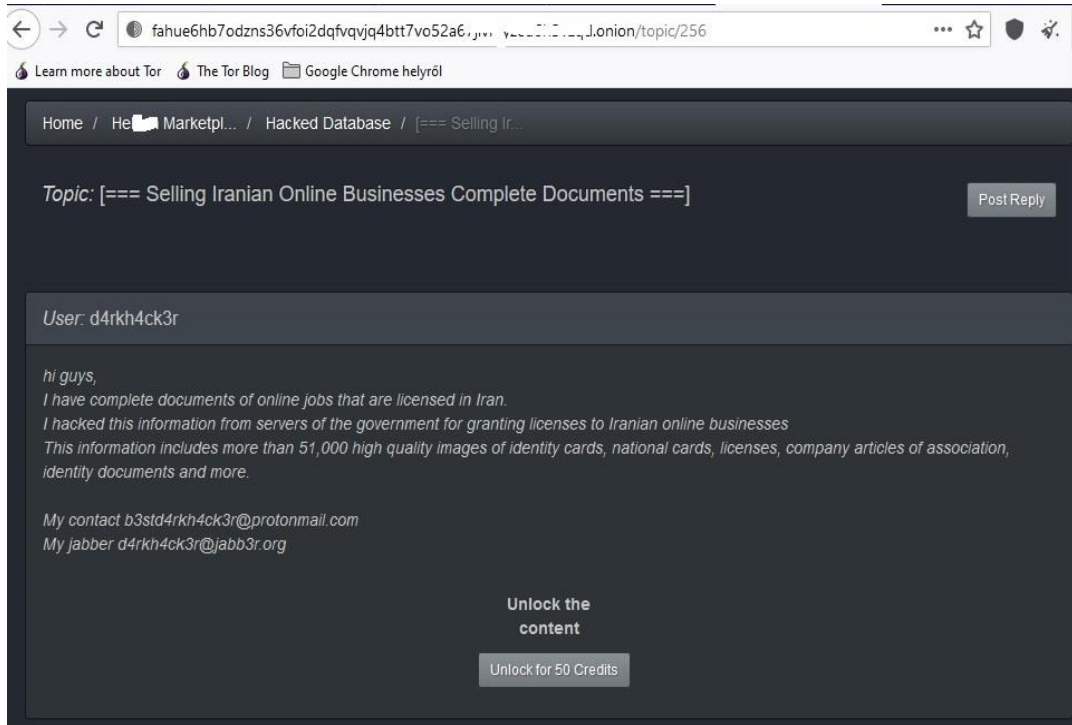 fahue6hb7odzns36vfoi2dqfvqvjq4btt7vo52a67 .onion/topic/256
Learn more about Tor The Tor Blog Google Chrome helyről
Home / He Marketpl... / Hacked Database / [=== Selling Ir...
Topic: [=== Selling Iranian Online Businesses Complete Documents ===]
Post Reply
User: d4rkh4ck3r
hi guys,
I have complete documents of online jobs that are licensed in Iran.
I hacked this information from servers of the government for granting licenses to Iranian online businesses
This information includes more than 51,000 high quality images of identity cards, national cards, licenses, company articles of association,
identity documents and more.
My contact b3std4rkh4ck3r@protonmail.com
My jabber d4rkh4ck3r@jabb3r.org
Unlock the
content
Unlock for 50 Credits